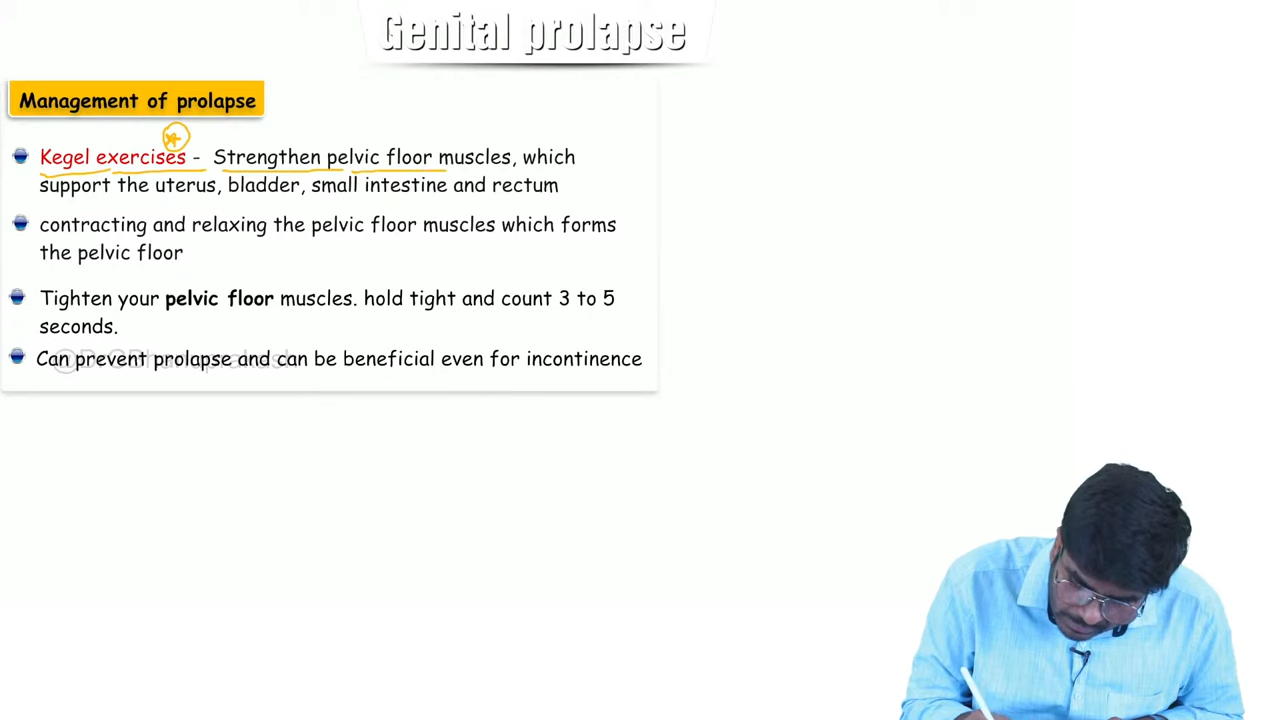 Genital prolapse
Management of prolapse
Kegel exercises - Strengthen pelvic floor muscles, which
support the uterus, bladder, small intestine and rectum
contracting and relaxing the pelvic floor muscles which forms
the pelvic floor
Tighten your pelvic floor muscles. hold tight and count 3 to 5
seconds.
Can prevent prolapse and can be beneficial even for incontinence